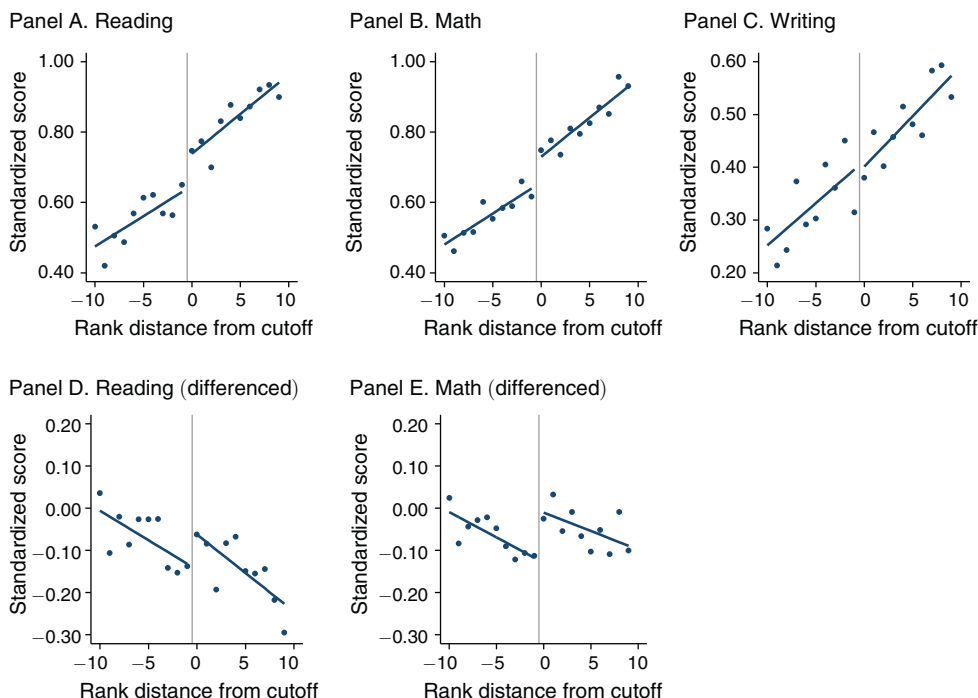 Panel A. Reading
Panel B. Math
Panel C. Writing
Standardized score
1.00
0.80
0.60
0.40
−10 −5 0 5 10
Rank distance from cutoff
Standardized score
1.00
0.80
0.60
0.40
−10 −5 0 5 10
Rank distance from cutoff
Standardized score
0.60
0.50
0.40
0.30
0.20
−10 −5 0 5 10
Rank distance from cutoff
Panel D. Reading (differenced)
Panel E. Math (differenced)
Standardized score
0.20
0.10
0.00
−0.10
−0.20
−0.30
−10 −5 0 5 10
Rank distance from cutoff
Standardized score
0.20
0.10
0.00
−0.10
−0.20
−0.30
−10 −5 0 5 10
Rank distance from cutoff